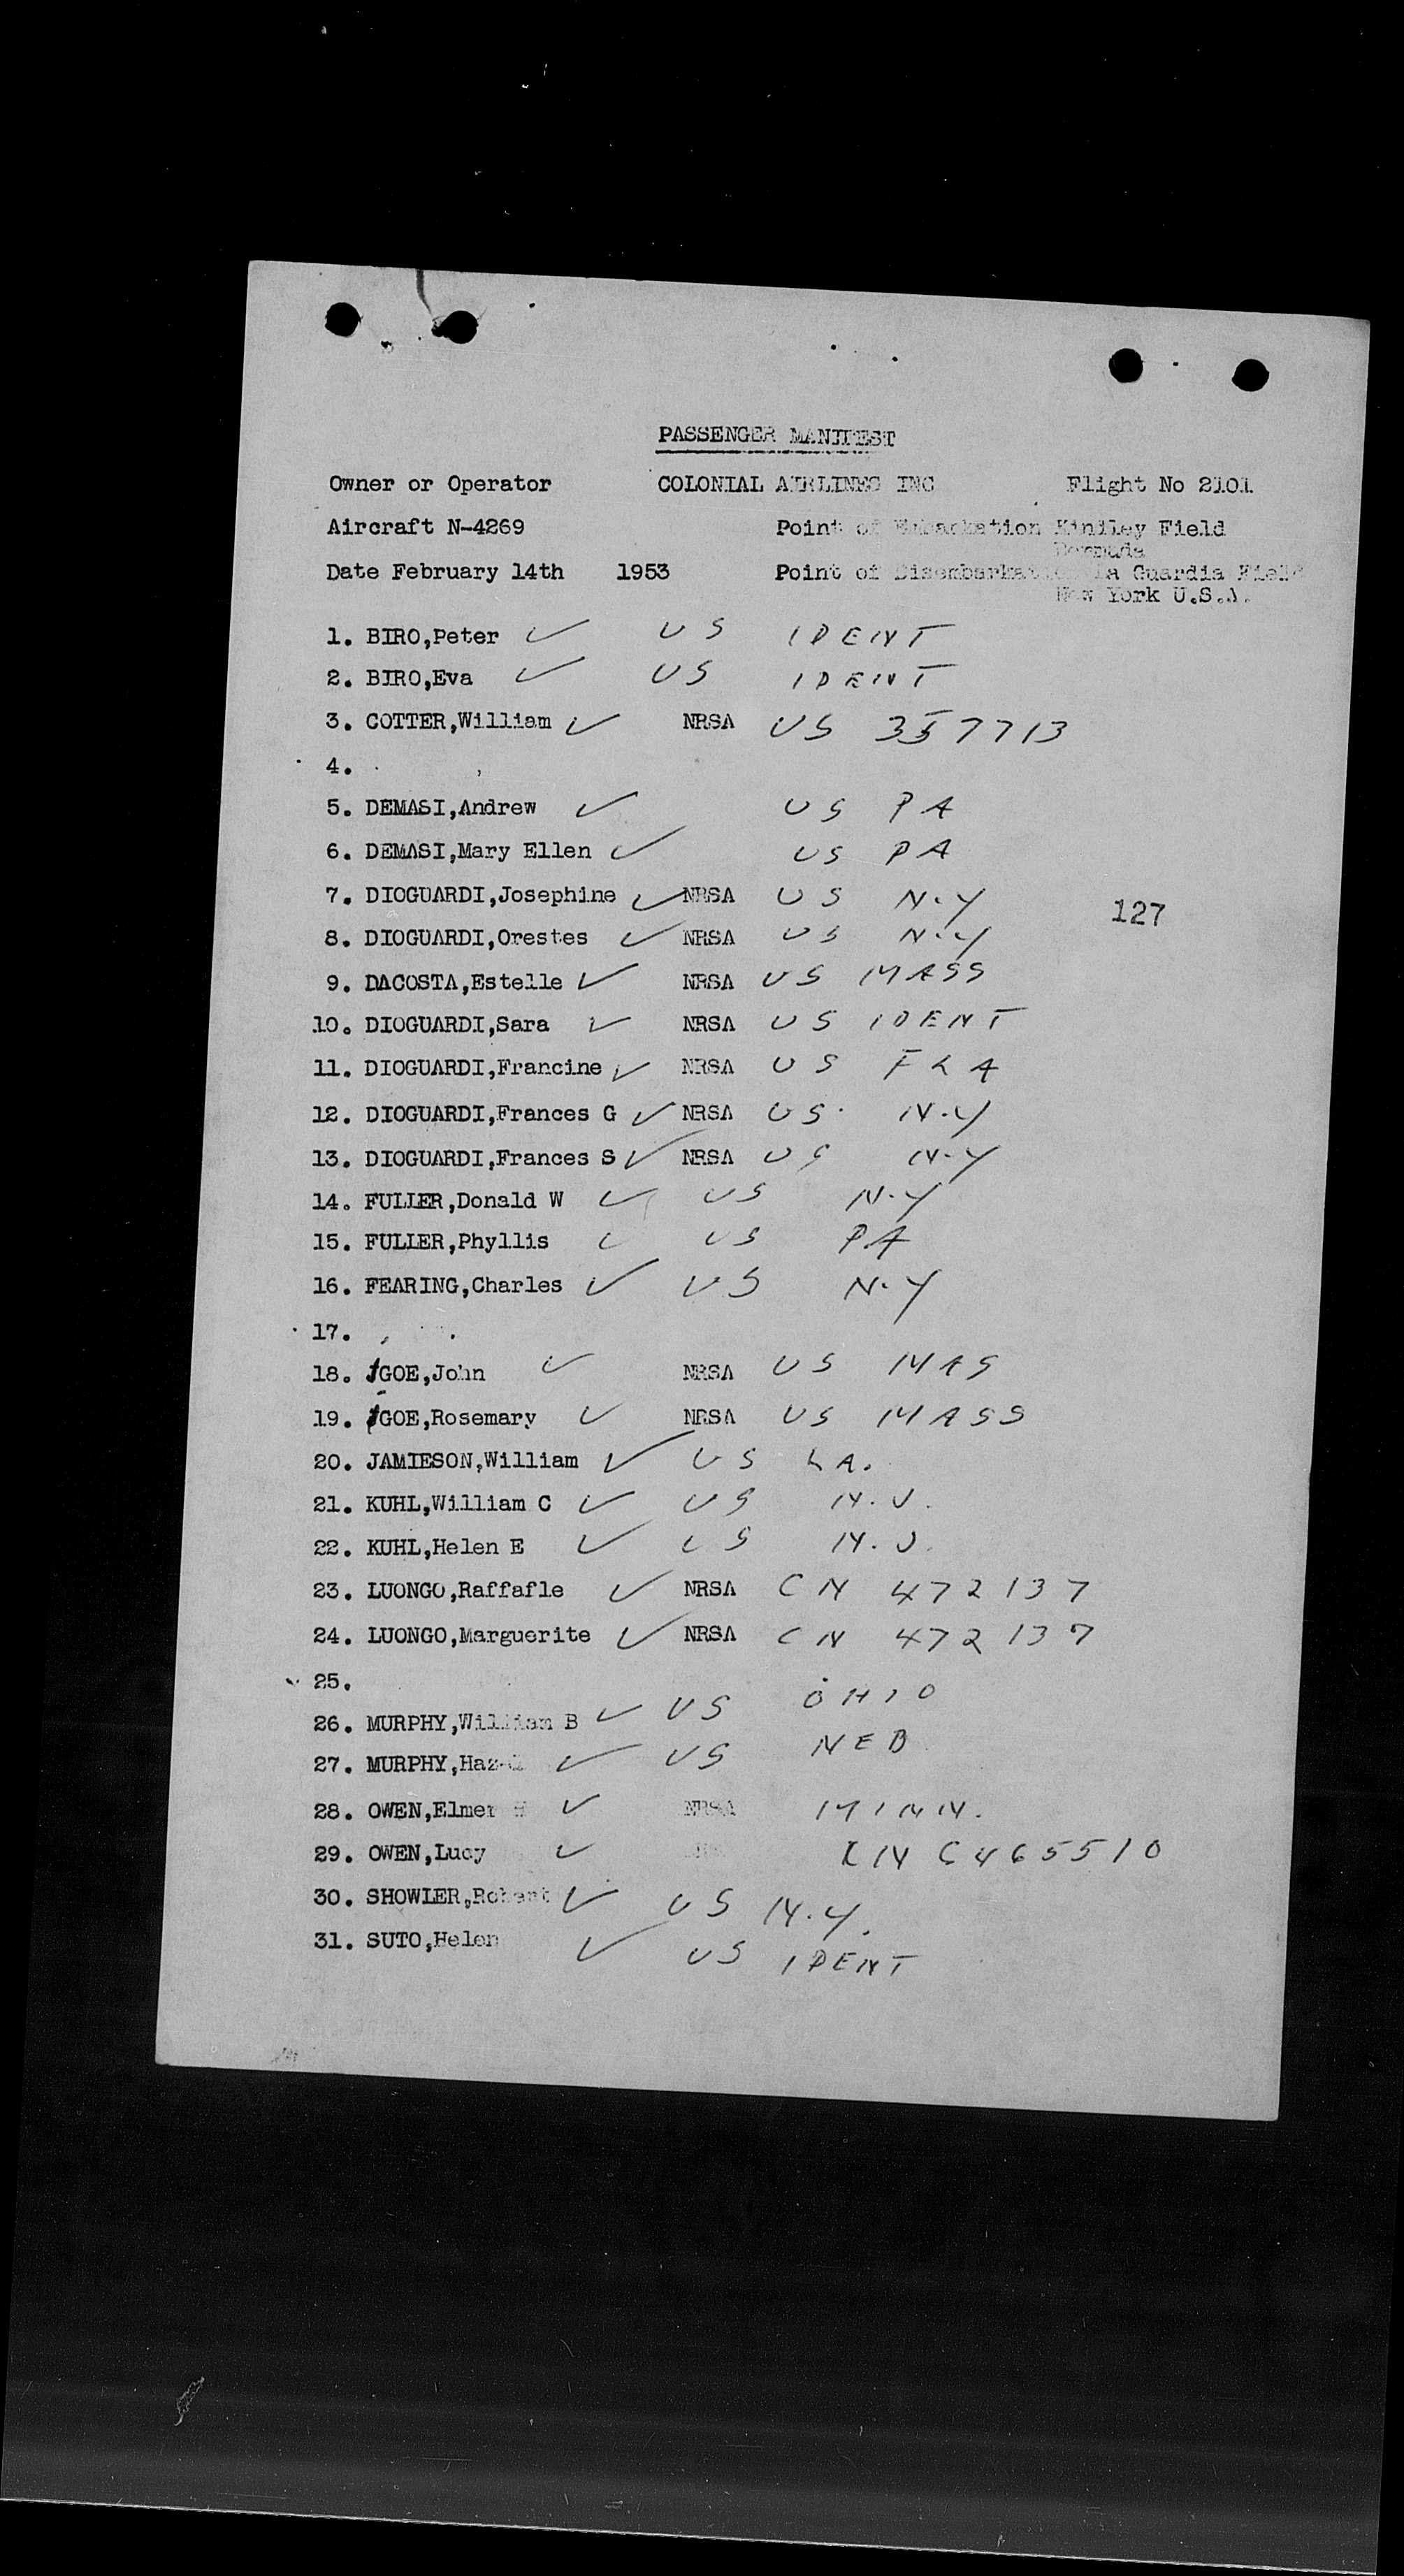 PASSENGER MANIFEST
Owner or Operator COLONIAL AIRLINES INC Flight No 2101
Aircraft N-4269 Point of Embarkation Kinlley Field
Bermuda
Date February 14th 1953 Point of Disembarkation La Guardia Field
New York U.S.A.
1. BIRO,Peter ✓ US IDENT
2. BIRO,Eva ✓ US IDENT
3. COTTER,William ✓ NRSA US 357713
4.
5. DEMASI,Andrew ✓ US PA
6. DEMASI,Mary Ellen ✓ US PA
7. DIOGUARDI,Josephine ✓ NRSA US N.Y
127
8. DIOGUARDI,Orestes ✓ NRSA US N.Y
9. DACOSTA,Estelle ✓ NRSA US MASS
10. DIOGUARDI,Sara ✓ NRSA US IDENT
11. DIOGUARDI,Francine ✓ NRSA US FLA
12. DIOGUARDI,Frances G ✓ NRSA US. N.Y
13. DIOGUARDI,Frances S ✓ NRSA US N.Y
14. FULLER,Donald W ✓ US N.Y
15. FULLER,Phyllis ✓ US PA
16. FEARING,Charles ✓ US N.Y
17.
18. IGOE,John ✓ NRSA US MAS
19. IGOE,Rosemary ✓ NRSA US MASS
20. JAMIESON,William ✓ US LA.
21. KUHL,William C ✓ US N.J.
22. KUHL,Helen E ✓ US N.J.
23. LUONGO,Raffafle ✓ NRSA CN 472137
24. LUONGO,Marguerite ✓ NRSA CN 472137
25.
26. MURPHY,William B ✓ US OHIO
27. MURPHY,Hazel ✓ US NEB
28. OWEN,Elmer ✓ NRSA MINN.
29. OWEN,Lucy ✓
30. SHOWLER,Robert ✓ US N.Y.
31. SUTO,Helen ✓ US IDENT